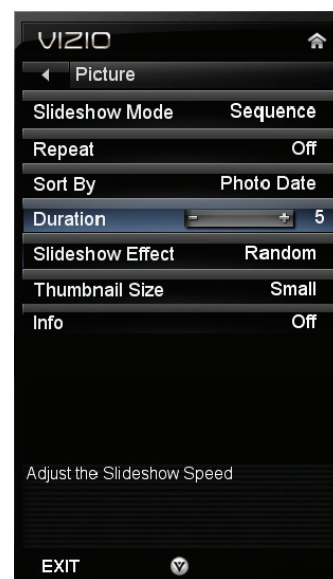 VIZIO
Picture
Slideshow Mode Sequence
Repeat Off
Sort By Photo Date
Duration - + 5
Slideshow Effect Random
Thumbnail Size Small
Info Off
Adjust the Slideshow Speed
EXIT V